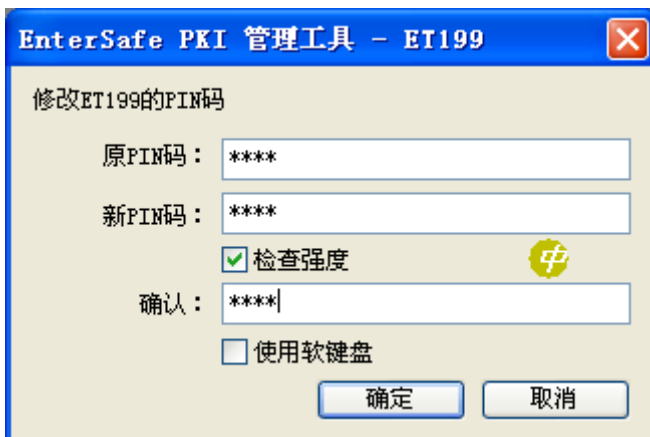 EnterSafe PKI 管理工具 - ET199
修改ET199的PIN码
原PIN码： ****
新PIN码： ****
检查强度
中
确认： ****
使用软键盘
确定 取消